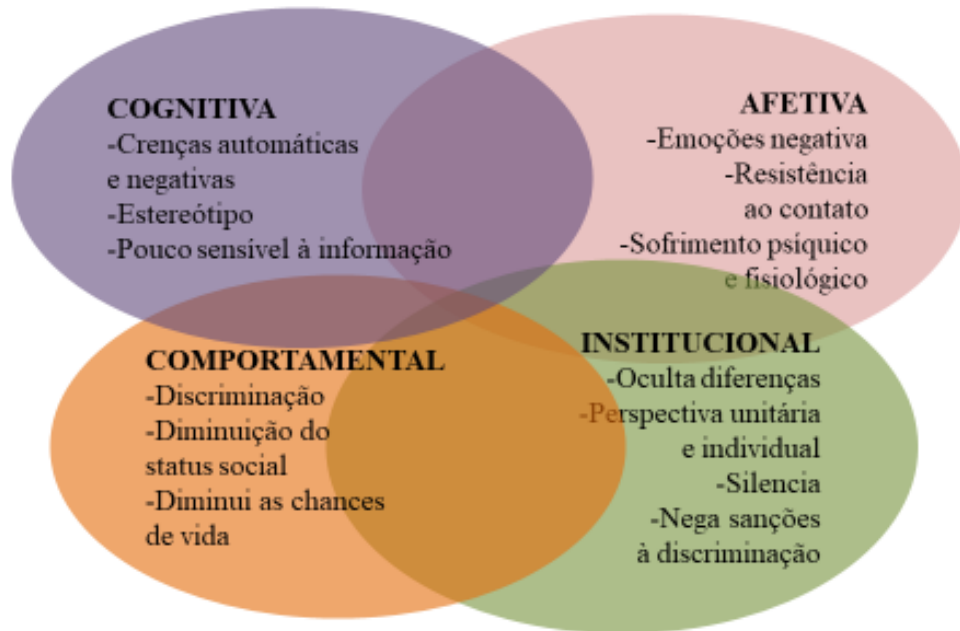 COGNITIVA
-Crenças automáticas
e negativas
-Estereótipo
-Pouco sensível à informação
AFETIVA
-Emoções negativa
-Resistência
ao contato
-Sofrimento psíquico
e fisiológico
COMPORTAMENTAL
-Discriminação
-Diminuição do
status social
-Diminui as chances
de vida
INSTITUCIONAL
-Oculta diferenças
-Perspectiva unitária
e individual
-Silencia
-Nega sanções
à discriminação